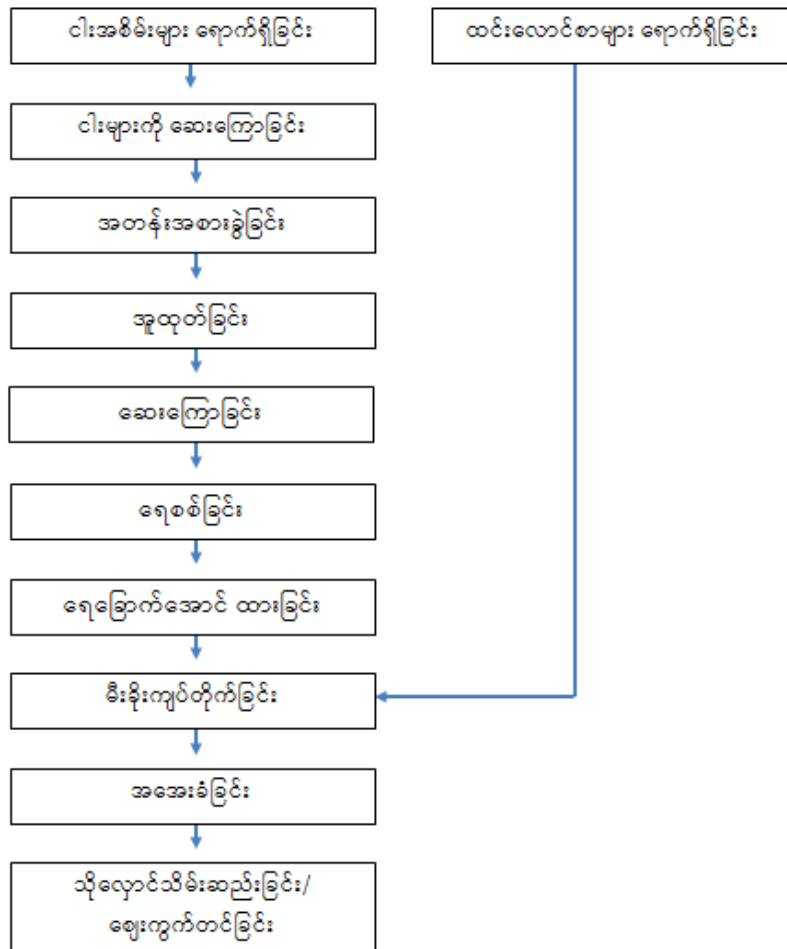 ငါးအစိမ်းများ ရောက်ရှိခြင်း
ထင်းလောင်စာများ ရောက်ရှိခြင်း
ငါးများကို ဆေးကြောခြင်း
အတန်းအစားခွဲခြင်း
အူထုတ်ခြင်း
ဆေးကြောခြင်း
ရေစစ်ခြင်း
ရေခြောက်အောင် ထားခြင်း
မီးခိုးကျပ်တိုက်ခြင်း
အအေးခံခြင်း
သိုလှောင်သိမ်းဆည်းခြင်း/
ဈေးကွက်တင်ခြင်း